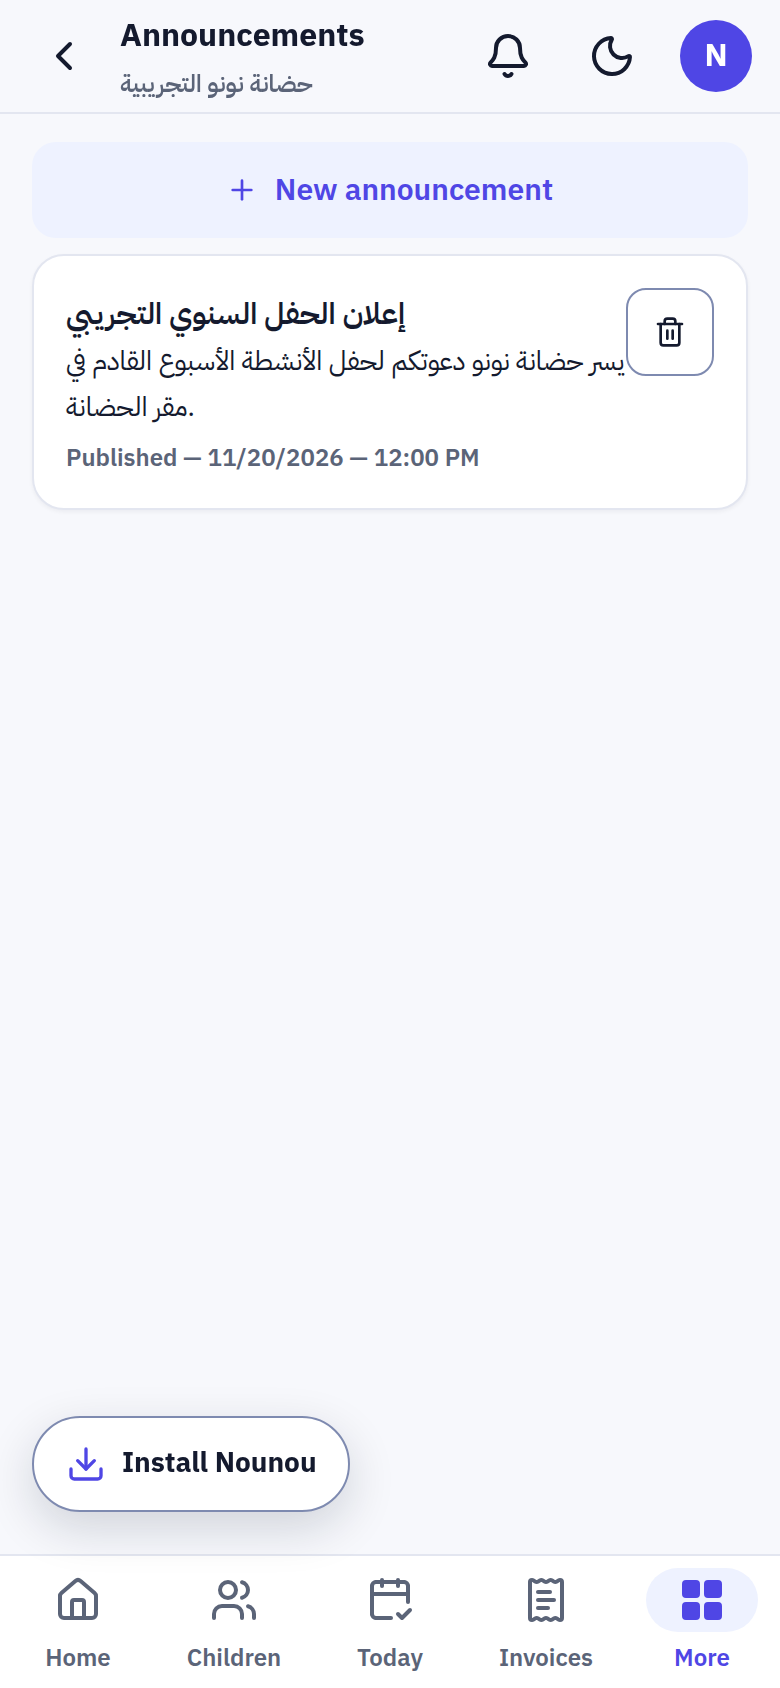 Announcements
حضانة نونو التجريبية
N
+ New announcement
إعلان الحفل السنوي التجريبي
يسر حضانة نونو دعوتكم لحفل الأنشطة الأسبوع القادم في
مقر الحضانة.
Published — 11/20/2026 — 12:00 PM
Install Nounou
Home
Children
Today
Invoices
More